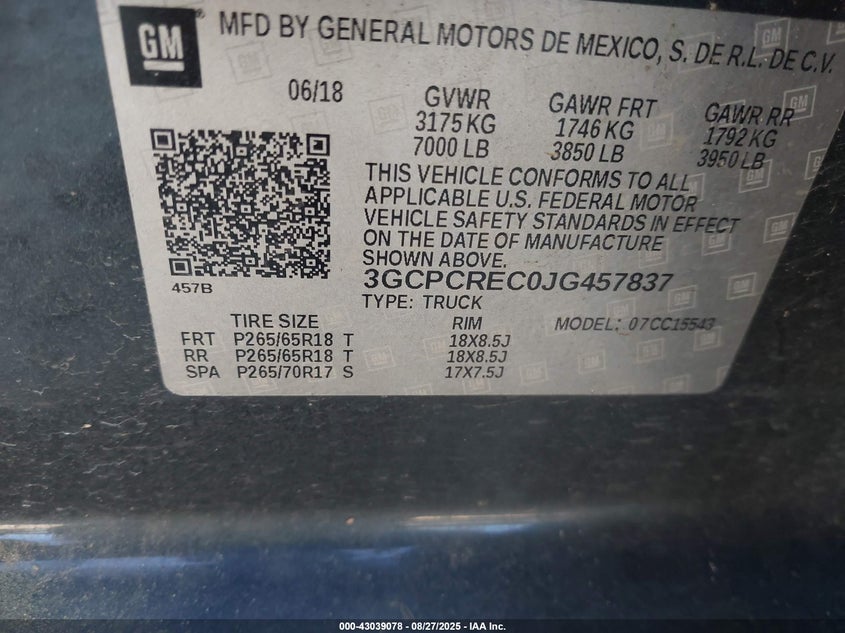 GM
MFD BY GENERAL MOTORS DE MEXICO, S. DE R.L. DE C.V.
06/18 GVWR GAWR FRT GAWR RR
3175 KG 1746 KG 1792 KG
7000 LB 3850 LB 3950 LB
THIS VEHICLE CONFORMS TO ALL
APPLICABLE U.S. FEDERAL MOTOR
VEHICLE SAFETY STANDARDS IN EFFECT
ON THE DATE OF MANUFACTURE
SHOWN ABOVE.
457B 3GCPCREC0JG457837
TYPE: TRUCK
TIRE SIZE RIM MODEL: 07CC15543
FRT P265/65R18 T 18X8.5J
RR P265/65R18 T 18X8.5J
SPA P265/70R17 S 17X7.5J
000-43039078 - 08/27/2025 - IAA Inc.